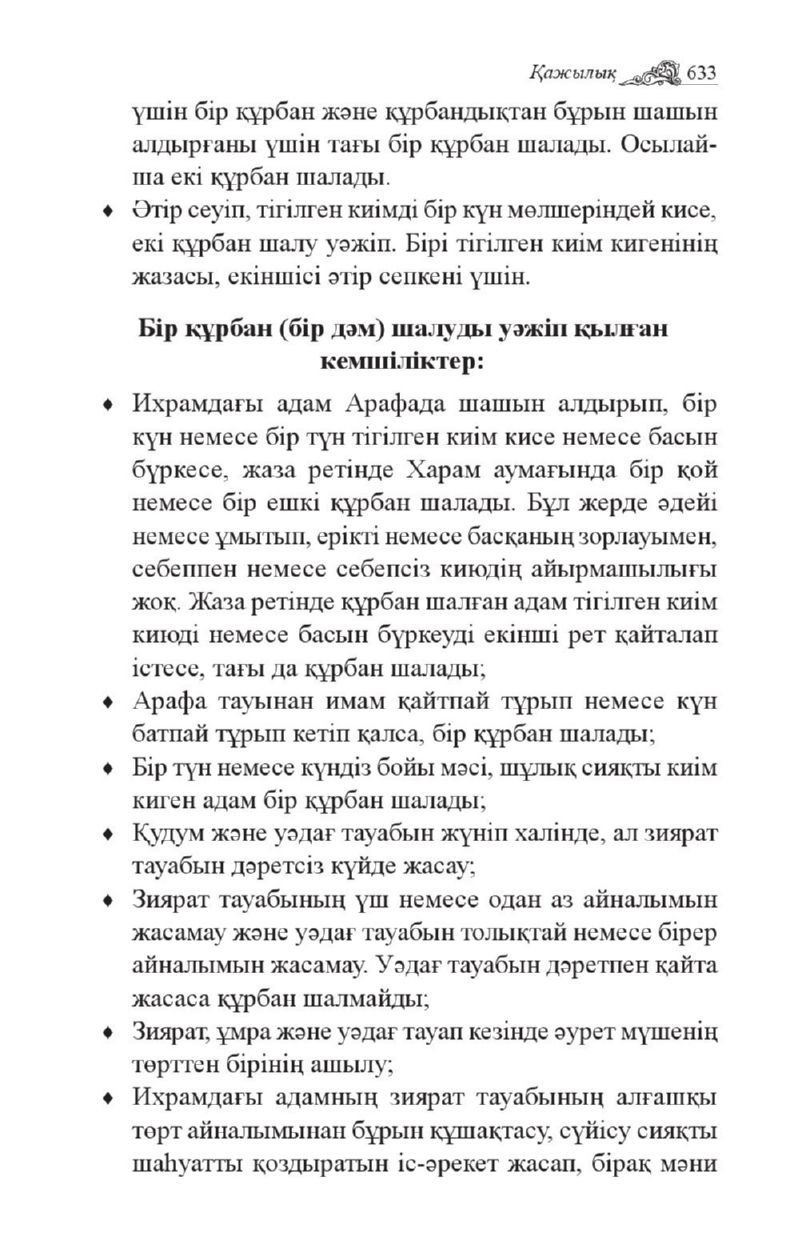 Қажылық 633
үшін бір құрбан және құрбандықтан бұрын шашын
алдырғаны үшін тағы бір құрбан шалады. Осылай-
ша екі құрбан шалады.
♦ Әтір сеуіп, тігілген киімді бір күн мөлшеріндей кисе,
екі құрбан шалу уәжіп. Бірі тігілген киім кигенінің
жазасы, екіншісі әтір сепкені үшін.
Бір құрбан (бір дәм) шалуды уәжіп қылған
кемшіліктер:
♦ Ихрамдағы адам Арафада шашын алдырып, бір
күн немесе бір түн тігілген киім кисе немесе басын
бүркесе, жаза ретінде Харам аумағында бір қой
немесе бір ешкі құрбан шалады. Бұл жерде әдейі
немесе ұмытып, ерікті немесе басқаның зорлауымен,
себеппен немесе себепсіз киюдің айырмашылығы
жоқ. Жаза ретінде құрбан шалған адам тігілген киім
киюді немесе басын бүркеуді екінші рет қайталап
істесе, тағы да құрбан шалады;
♦ Арафа тауынан имам қайтпай тұрып немесе күн
батпай тұрып кетіп қалса, бір құрбан шалады;
♦ Бір түн немесе күндіз бойы мәсі, шұлық сияқты киім
киген адам бір құрбан шалады;
♦ Қудум және уәдағ тауабын жүніп халінде, ал зиярат
тауабын дәретсіз күйде жасау;
♦ Зиярат тауабының үш немесе одан аз айналымын
жасамау және уәдағ тауабын толықтай немесе бірер
айналымын жасамау. Уәдағ тауабын дәретпен қайта
жасаса құрбан шалмайды;
♦ Зиярат, ұмра және уәдағ тауап кезінде әурет мүшенің
төрттен бірінің ашылу;
♦ Ихрамдағы адамның зиярат тауабының алғашқы
төрт айналымынан бұрын құшақтасу, сүйісу сияқты
шаһуатты қоздыратын іс-әрекет жасап, бірақ мәни